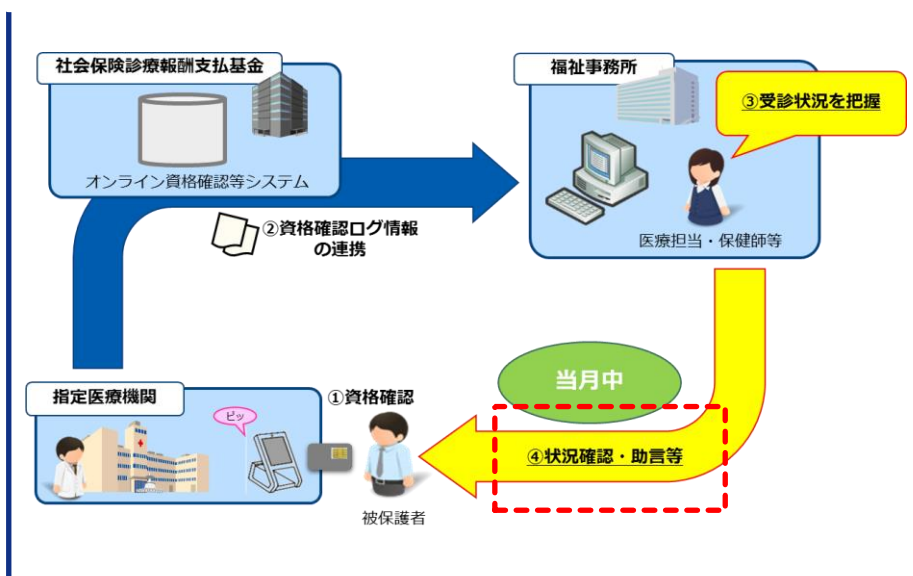 社会保険診療報酬支払基金
オンライン資格確認等システム
福祉事務所
③受診状況を把握
医療担当・保健師等
②資格確認ログ情報
の連携
当月中
指定医療機関
ピッ
①資格確認
④状況確認・助言等
被保護者